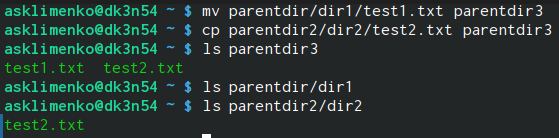 asklimenko@dk3n54 ~ $ mv parentdir/dir1/test1.txt parentdir3
asklimenko@dk3n54 ~ $ cp parentdir2/dir2/test2.txt parentdir3
asklimenko@dk3n54 ~ $ ls parentdir3
test1.txt  test2.txt
asklimenko@dk3n54 ~ $ ls parentdir/dir1
asklimenko@dk3n54 ~ $ ls parentdir2/dir2
test2.txt